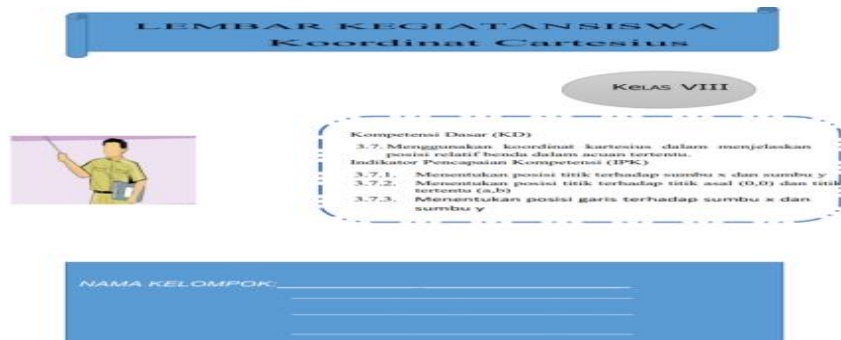 LEMBAR KEGIATANSISWA
Koordinat Cartesius
KELAS VIII
Kompetensi Dasar (KD)
3.7. Menggunakan koordinat kartesius dalam menjelaskan
posisi relatif benda dalam acuan tertentu.
Indikator Pencapaian Kompetensi (IPK)
3.7.1. Menentukan posisi titik terhadap sumbu x dan sumbu y
3.7.2. Menentukan posisi titik terhadap titik asal (0,0) dan titik
tertentu (a,b)
3.7.3. Menentukan posisi garis terhadap sumbu x dan
sumbu y
NAMA KELOMPOK: